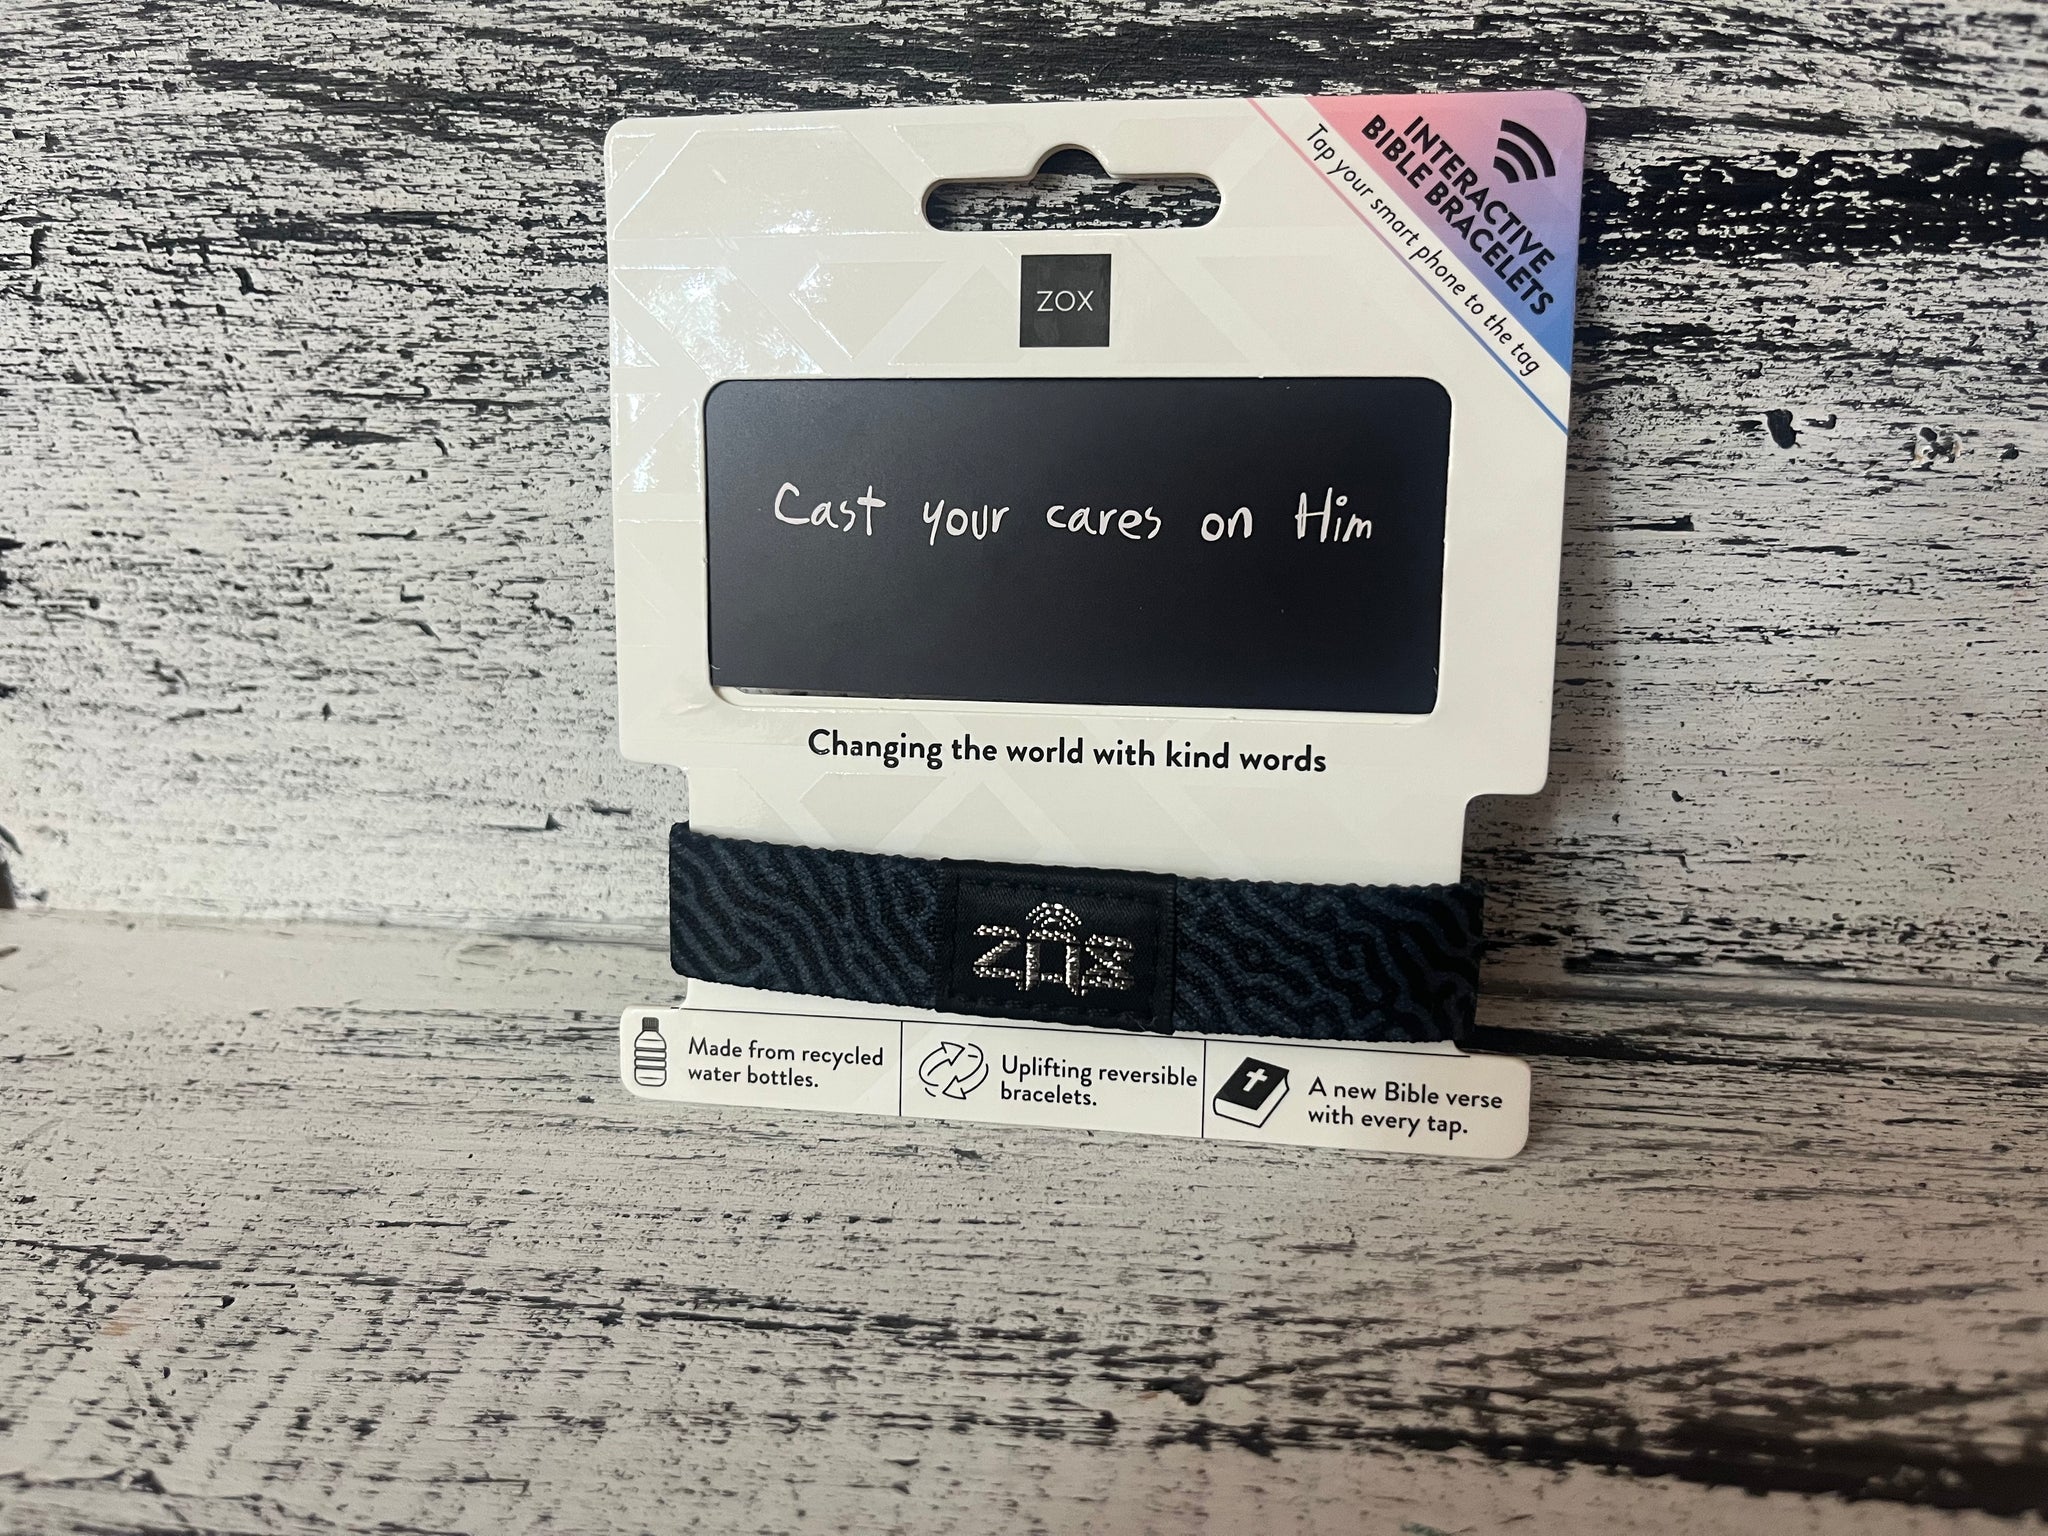 INTERACTIVE
BIBLE BRACELETS
Tap your smart phone to the tag
ZOX
Cast your cares on Him
Changing the world with kind words
ZOX
Made from recycled
water bottles.
Uplifting reversible
bracelets.
A new Bible verse
with every tap.